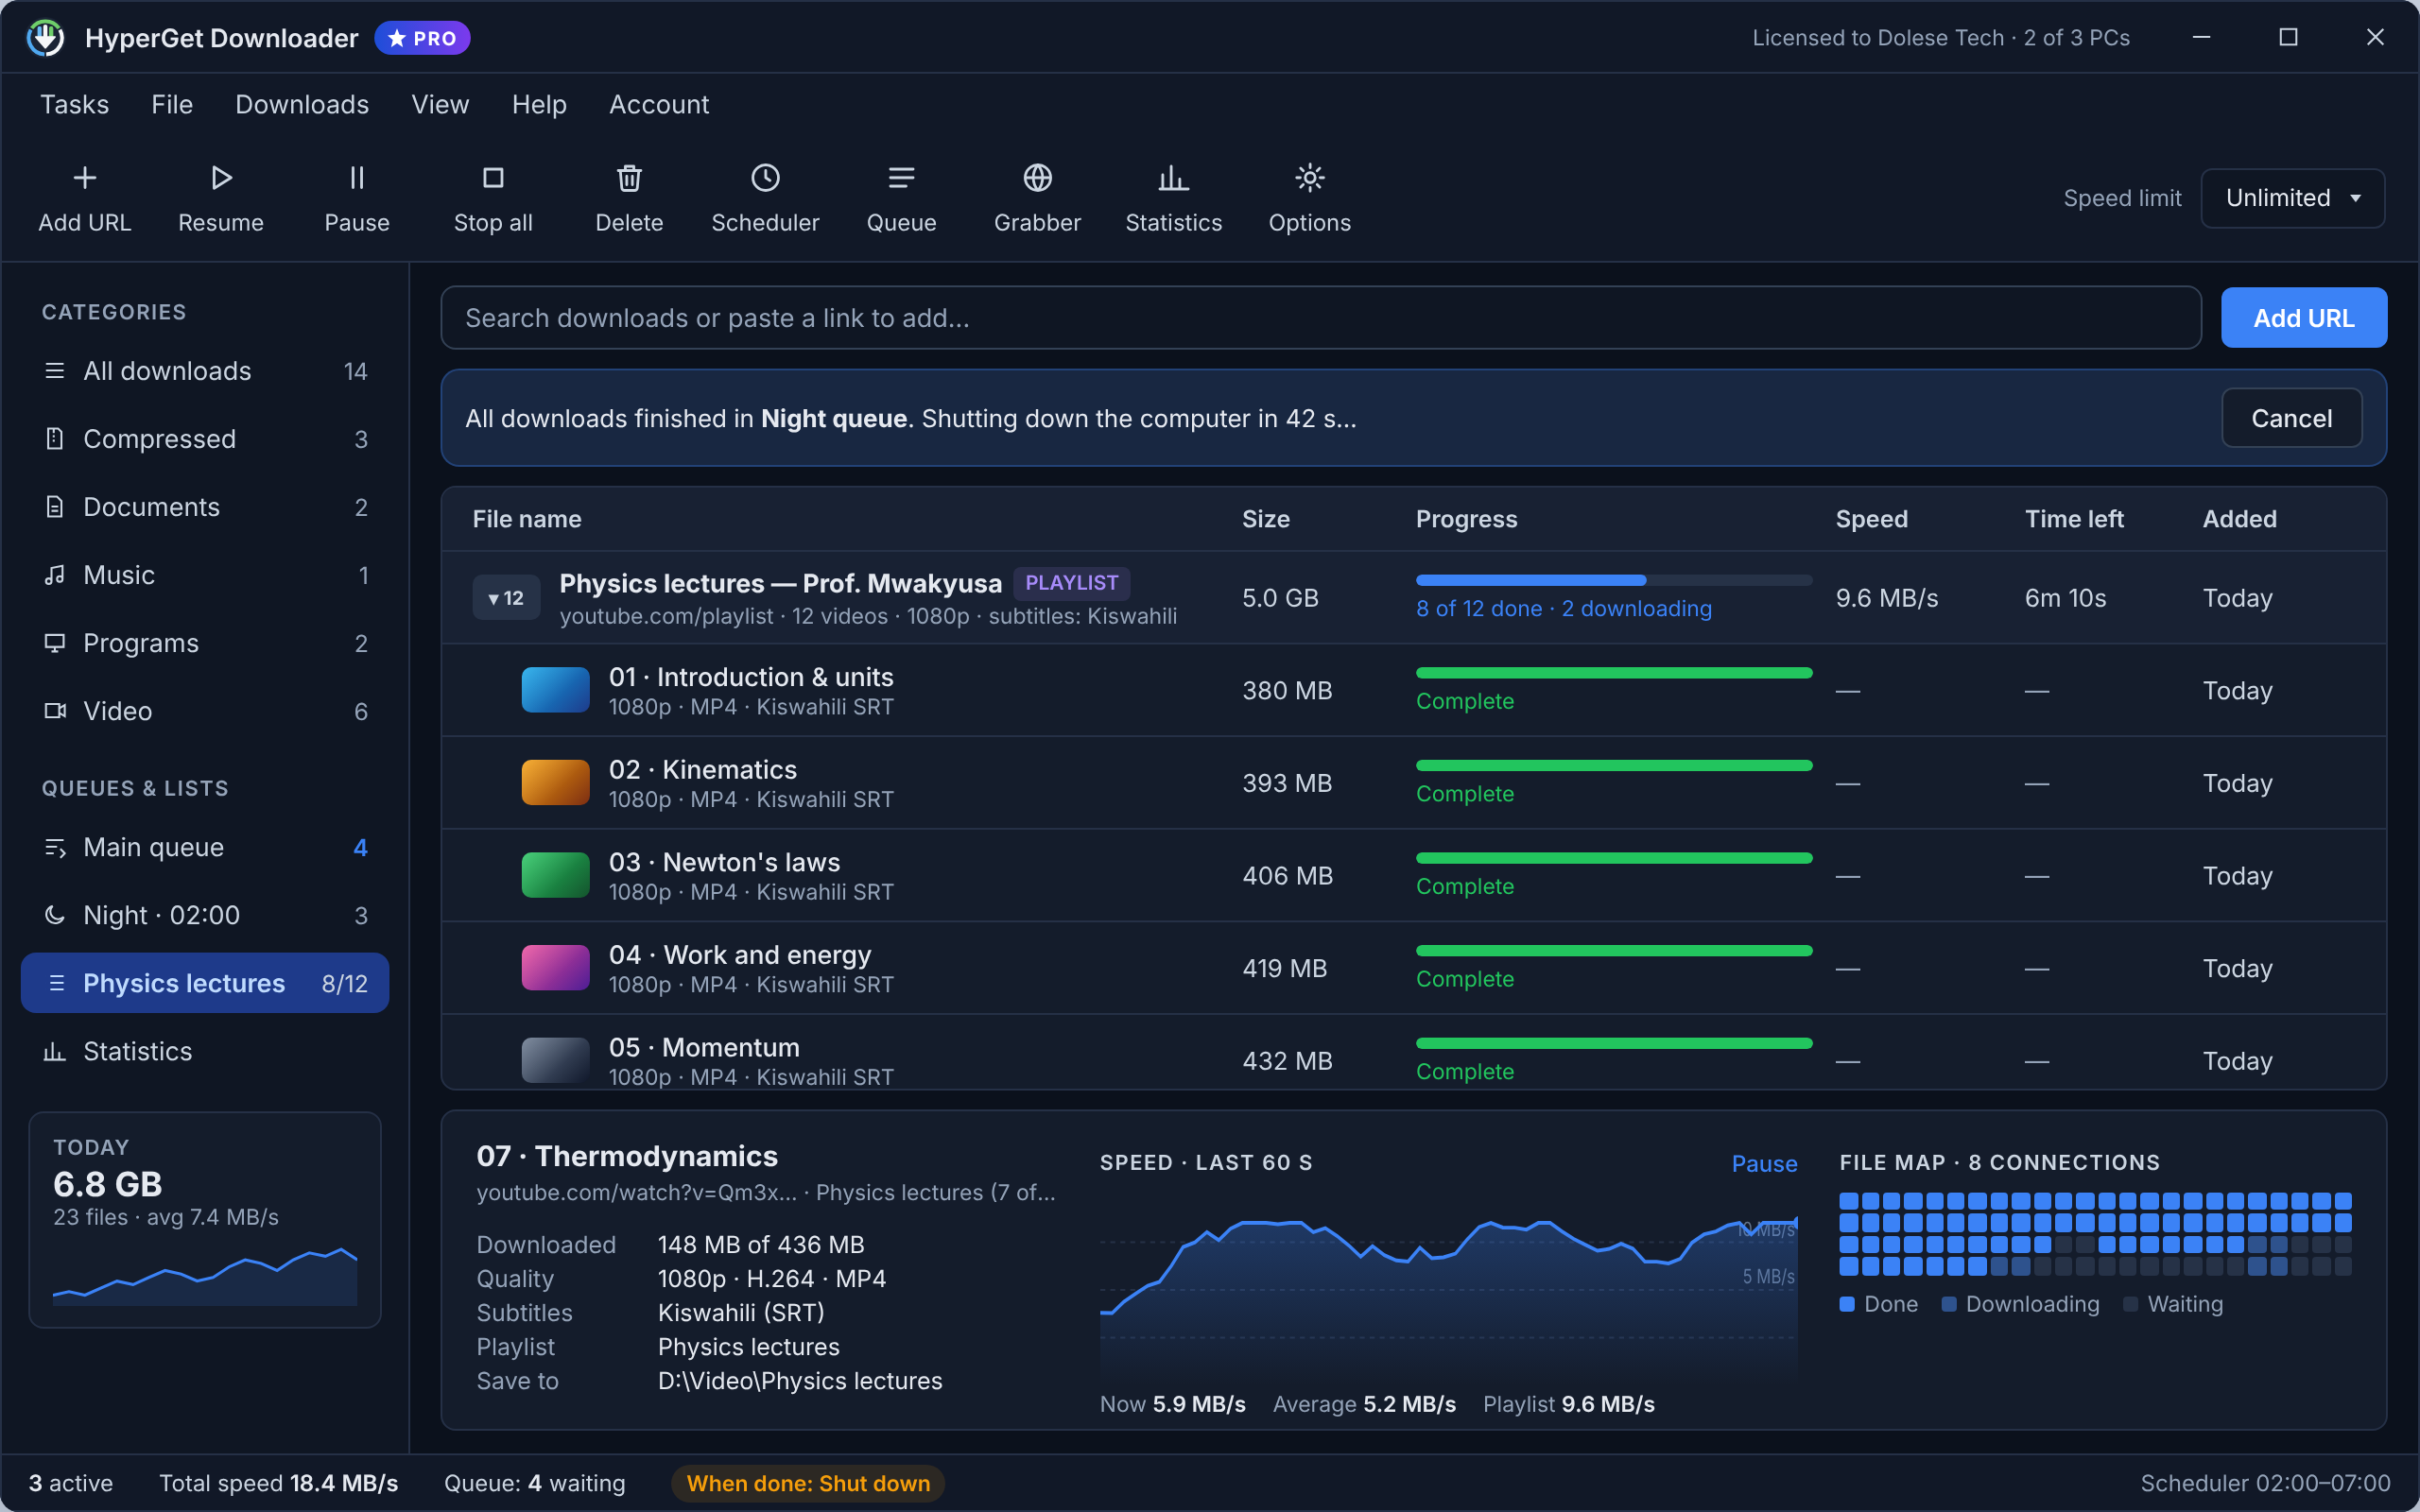 HyperGet Downloader PRO Licensed to Dolese Tech · 2 of 3 PCs
Tasks File Downloads View Help Account
Add URL Resume Pause Stop all Delete Scheduler Queue Grabber Statistics Options Speed limit Unlimited
CATEGORIES
All downloads 14
Compressed 3
Documents 2
Music 1
Programs 2
Video 6
QUEUES & LISTS
Main queue 4
Night · 02:00 3
Physics lectures 8/12
Statistics
TODAY
6.8 GB
23 files · avg 7.4 MB/s
Search downloads or paste a link to add... Add URL
All downloads finished in Night queue. Shutting down the computer in 42 s... Cancel
File name Size Progress Speed Time left Added
▾ 12 Physics lectures — Prof. Mwakyusa PLAYLIST
youtube.com/playlist · 12 videos · 1080p · subtitles: Kiswahili
5.0 GB 8 of 12 done · 2 downloading 9.6 MB/s 6m 10s Today
01 · Introduction & units
1080p · MP4 · Kiswahili SRT
380 MB Complete — — Today
02 · Kinematics
1080p · MP4 · Kiswahili SRT
393 MB Complete — — Today
03 · Newton's laws
1080p · MP4 · Kiswahili SRT
406 MB Complete — — Today
04 · Work and energy
1080p · MP4 · Kiswahili SRT
419 MB Complete — — Today
05 · Momentum
1080p · MP4 · Kiswahili SRT
432 MB Complete — — Today
07 · Thermodynamics
youtube.com/watch?v=Qm3x... · Physics lectures (7 of...
Downloaded 148 MB of 436 MB
Quality 1080p · H.264 · MP4
Subtitles Kiswahili (SRT)
Playlist Physics lectures
Save to D:\Video\Physics lectures
SPEED · LAST 60 S Pause
10 MB/s
5 MB/s
Now 5.9 MB/s Average 5.2 MB/s Playlist 9.6 MB/s
FILE MAP · 8 CONNECTIONS
Done Downloading Waiting
3 active Total speed 18.4 MB/s Queue: 4 waiting When done: Shut down Scheduler 02:00–07:00